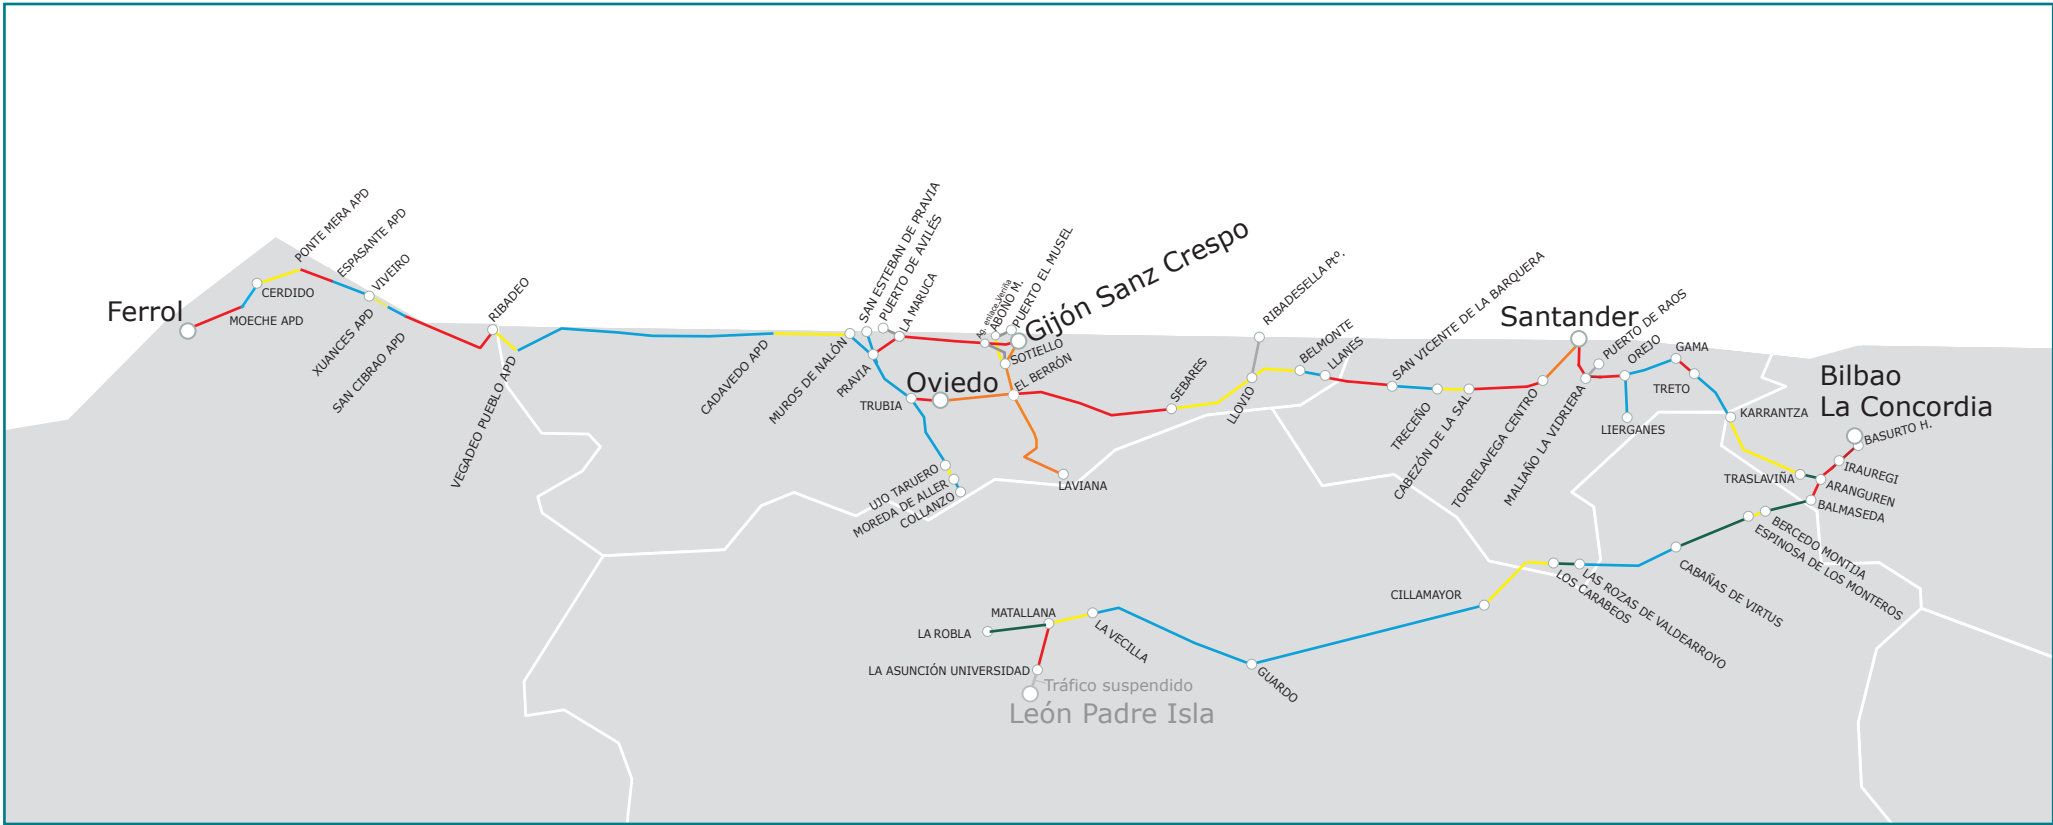 Ferrol
MOECHE APD
CERDIDO
PONTE MERA APD
ESPASANTE APD
VIVEIRO
XUANCES APD
SAN CIBRAO APD
RIBADEO
VEGADEO PUEBLO APD
CADAVEDO APD
MUROS DE NALÓN
SAN ESTEBAN DE PRAVIA
PUERTO DE AVILÉS
LA MARUCA
PRAVIA
TRUBIA
Oviedo
Ag. enlace Veriña
ABOÑO M.
PUERTO EL MUSEL
Gijón Sanz Crespo
SOTIELLO
EL BERRÓN
UJO TARUERO
MOREDA DE ALLER
COLLANZO
LAVIANA
SEBARES
LLOVIO
RIBADESELLA Ptº.
BELMONTE
LLANES
SAN VICENTE DE LA BARQUERA
TRECEÑO
CABEZÓN DE LA SAL
TORRELAVEGA CENTRO
Santander
MALIAÑO LA VIDRIERA
PUERTO DE RAOS
OREJO
LIERGANES
GAMA
TRETO
KARRANTZA
Bilbao
La Concordia
BASURTO H.
IRAUREGI
ARANGUREN
TRASLAVIÑA
BALMASEDA
BERCEDO MONTIJA
ESPINOSA DE LOS MONTEROS
CABAÑAS DE VIRTUS
LAS ROZAS DE VALDEARROYO
LOS CARABEOS
CILLAMAYOR
GUARDO
LA VECILLA
MATALLANA
LA ROBLA
LA ASUNCIÓN UNIVERSIDAD
Tráfico suspendido
León Padre Isla